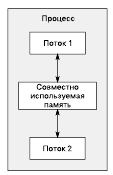 Процесс
Поток 1
Совместно
используемая
память
Поток 2